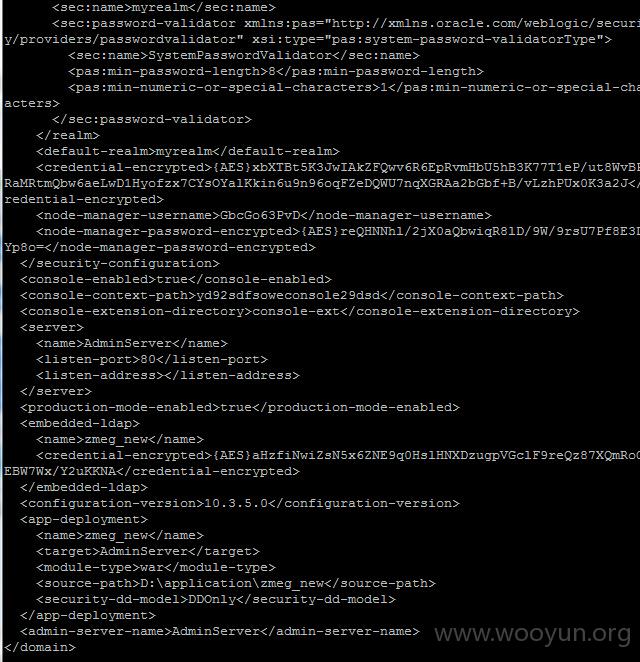 <sec:name>myrealm</sec:name>
<sec:password-validator xmlns:pas="http://xmlns.oracle.com/weblogic/securi
y/providers/passwordvalidator" xsi:type="pas:system-password-validatorType">
<sec:name>SystemPasswordValidator</sec:name>
<pas:min-password-length>8</pas:min-password-length>
<pas:min-numeric-or-special-characters>1</pas:min-numeric-or-special-cha
acters>
</sec:password-validator>
</realm>
<default-realm>myrealm</default-realm>
<credential-encrypted>{AES}xbXTBt5K3JwIAkZFQwv6R6EpRvmHbU5hB3K77T1eP/ut8WvBF
RaMRtmQbw6aeLwD1Hyofzx7CYsOYalKkin6u9n96oqFZeDQWU7nqXGRAa2bGbf+B/vLzhPUx0K3a2J</
redential-encrypted>
<node-manager-username>GbcGo63PvD</node-manager-username>
<node-manager-password-encrypted>{AES}reQHNNhl/2jX0aQbwiqR8lD/9W/9rsU7Pf8E3D
Yp8o=</node-manager-password-encrypted>
</security-configuration>
<console-enabled>true</console-enabled>
<console-context-path>yd92sdfsoweconsole29dsd</console-context-path>
<console-extension-directory>console-ext</console-extension-directory>
<server>
<name>AdminServer</name>
<listen-port>80</listen-port>
<listen-address></listen-address>
</server>
<production-mode-enabled>true</production-mode-enabled>
<embedded-ldap>
<name>zmeg_new</name>
<credential-encrypted>{AES}aHzfiNwiZsN5x6ZNE9q0HslHNXDzugpVGclF9reQz87XQmRoG
EBW7Wx/Y2uKKNA</credential-encrypted>
</embedded-ldap>
<configuration-version>10.3.5.0</configuration-version>
<app-deployment>
<name>zmeg_new</name>
<target>AdminServer</target>
<module-type>war</module-type>
<source-path>D:\application\zmeg_new</source-path>
<security-dd-model>DDOnly</security-dd-model>
</app-deployment>
<admin-server-name>AdminServer</admin-server-name>
</domain>
www.wooyun.org